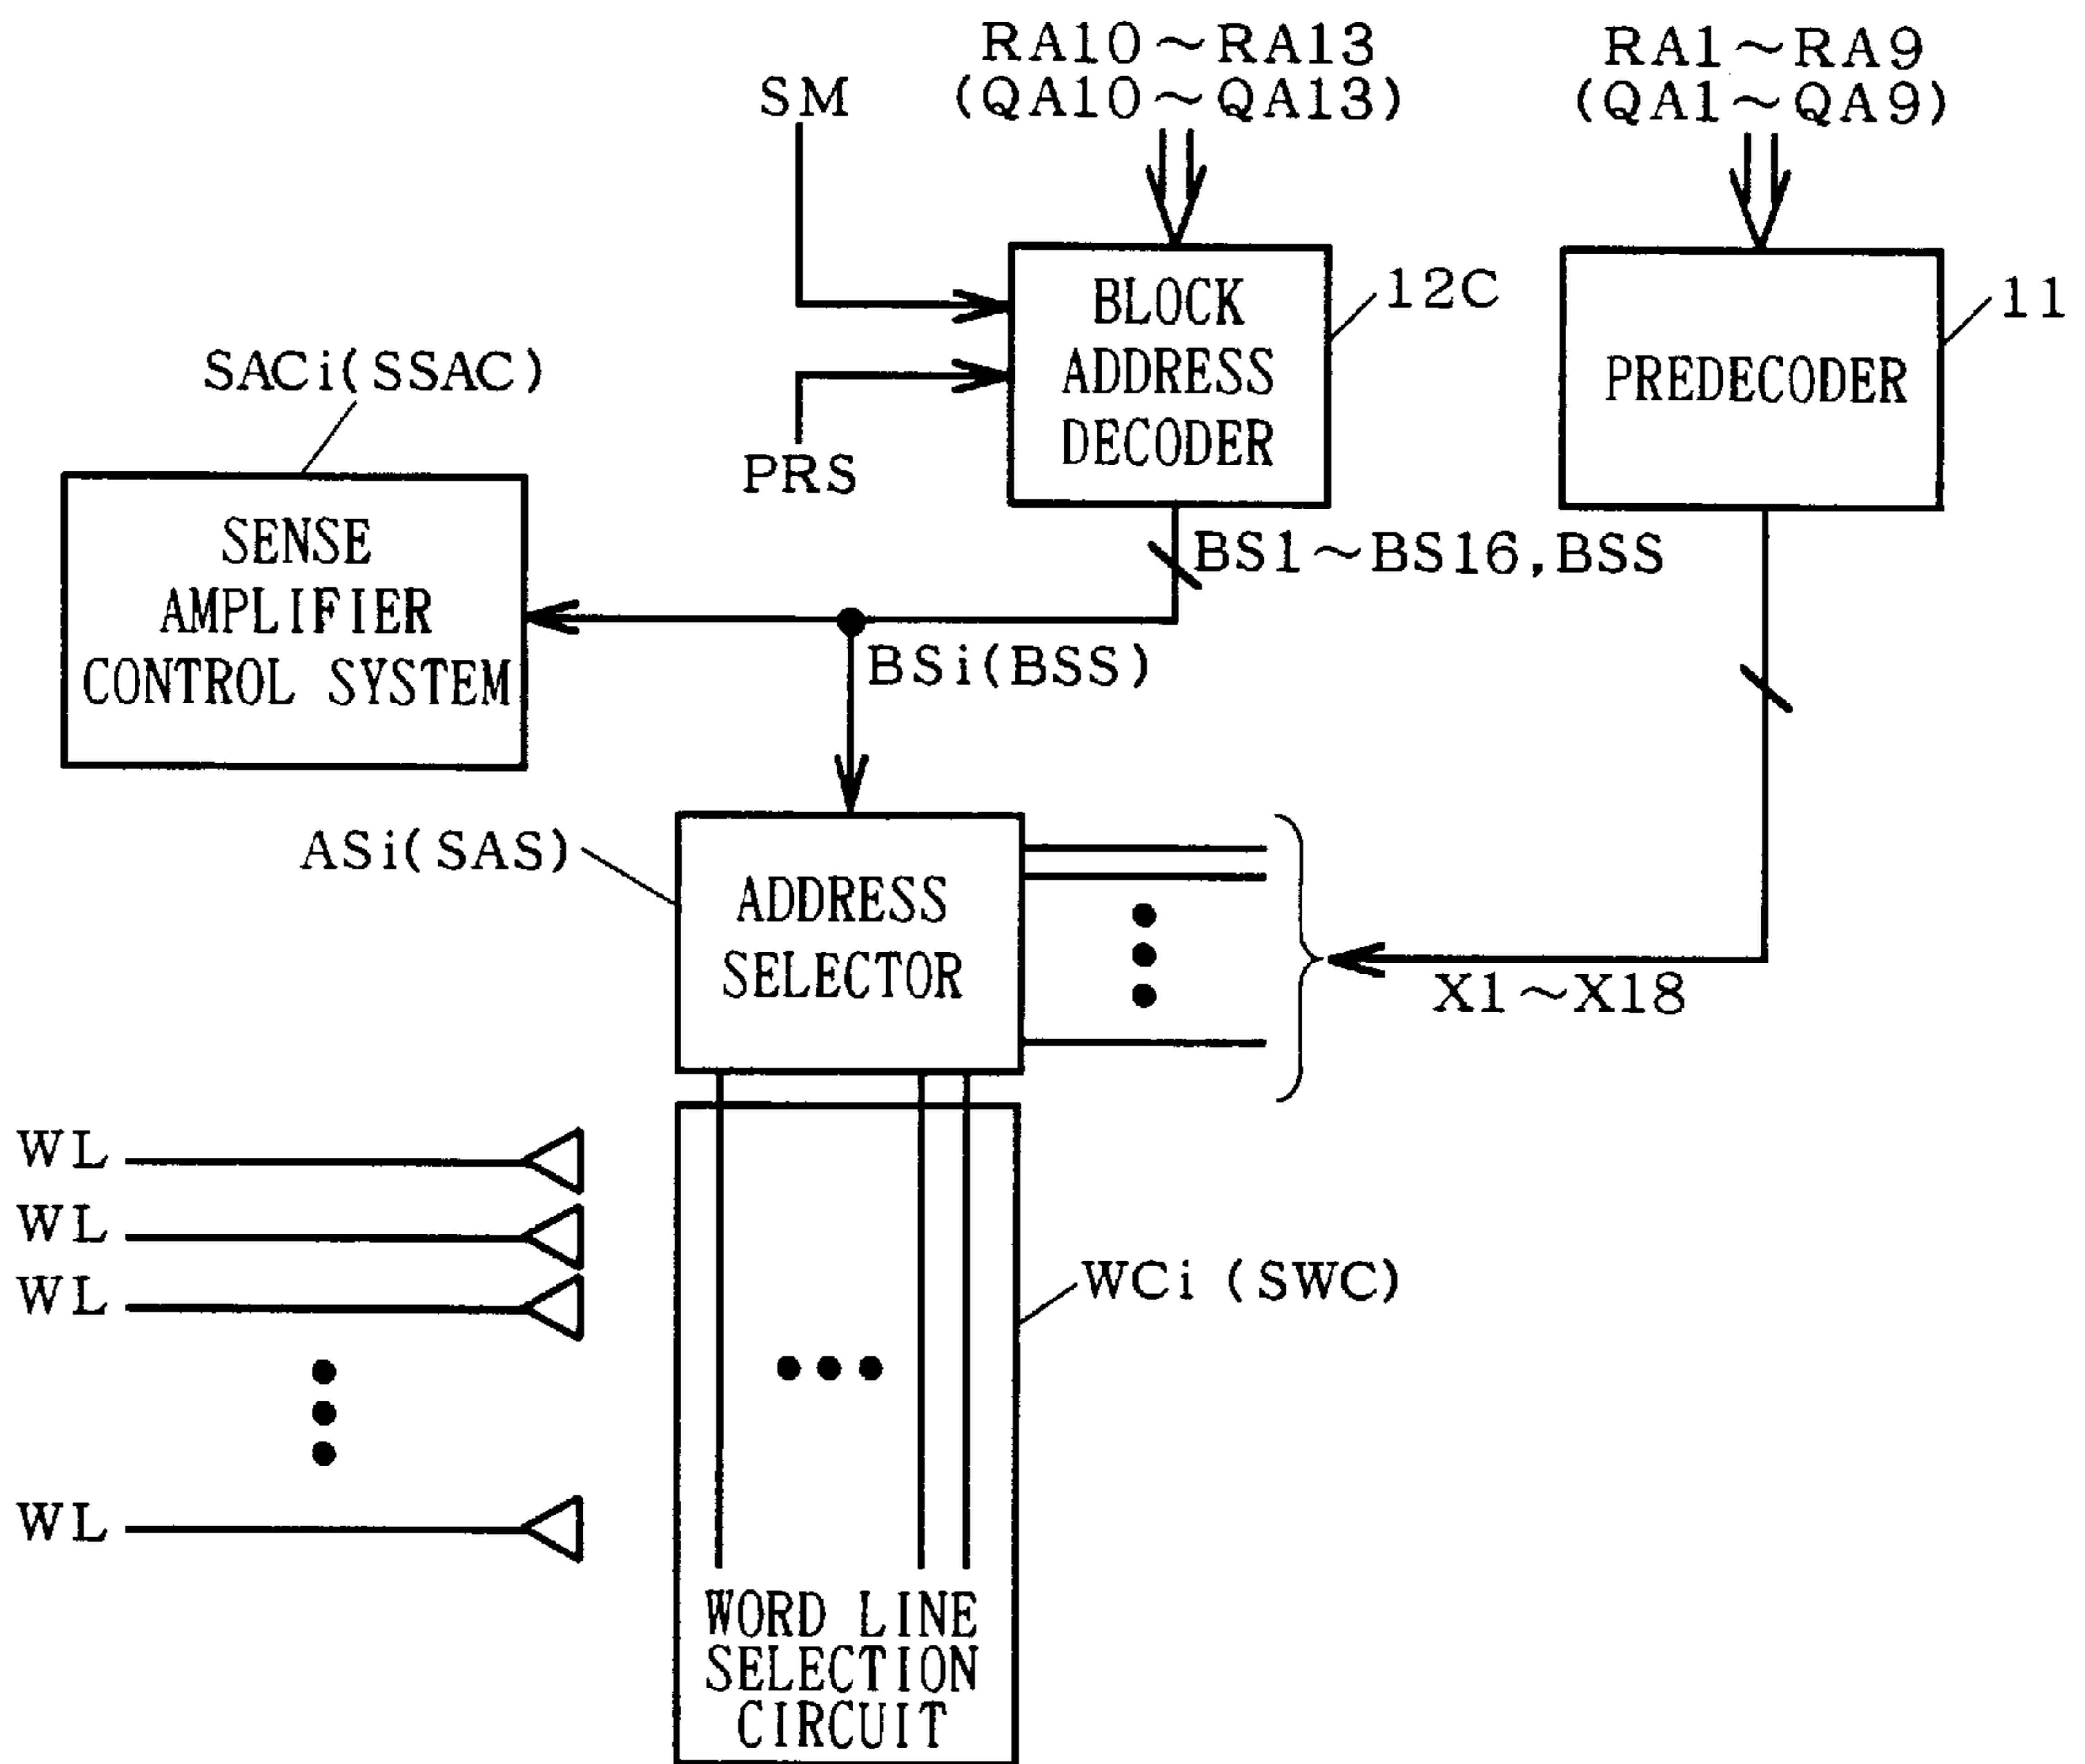 RA10~RA13
(QA10~QA13)
RA1~RA9
(QA1~QA9)
SM
BLOCK
ADDRESS
DECODER
12C
PREDECODER
11
PRS
SACi(SSAC)
SENSE
AMPLIFIER
CONTROL SYSTEM
BS1~BS16,BSS
BSi(BSS)
ASi(SAS)
ADDRESS
SELECTOR
X1~X18
WL
WL
WL
WL
WCi (SWC)
WORD LINE
SELECTION
CIRCUIT